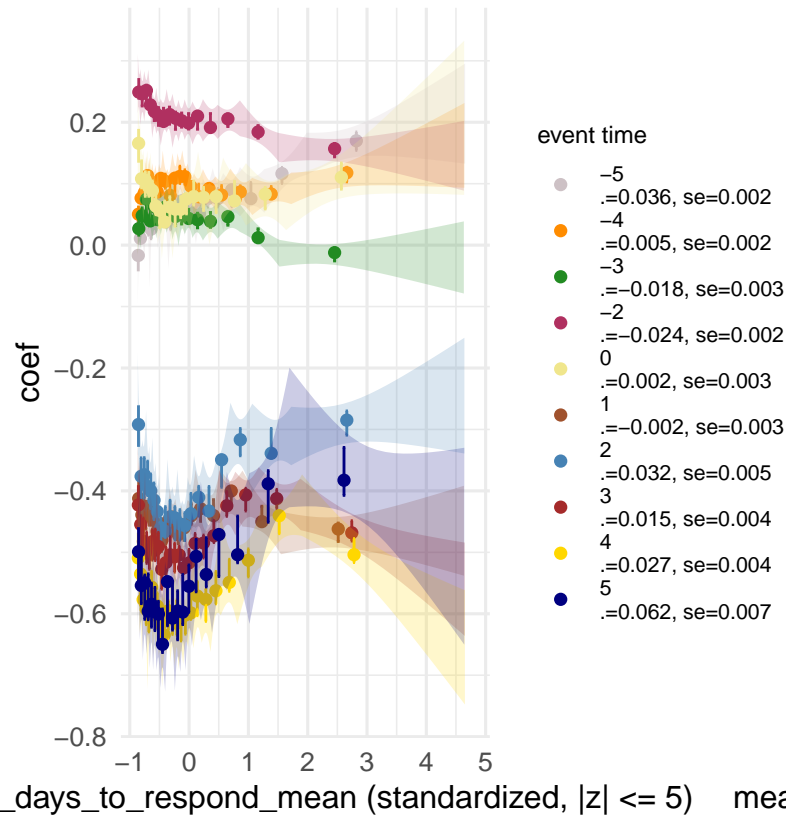 0.2
0.0
−0.2
−0.4
−0.6
−0.8
coef
−1 0 1 2 3 4 5
_days_to_respond_mean (standardized, |z| <= 5) mea
event time
−5
.=0.036, se=0.002
−4
.=0.005, se=0.002
−3
.=−0.018, se=0.003
−2
.=−0.024, se=0.002
0
.=0.002, se=0.003
1
.=−0.002, se=0.003
2
.=0.032, se=0.005
3
.=0.015, se=0.004
4
.=0.027, se=0.004
5
.=0.062, se=0.007